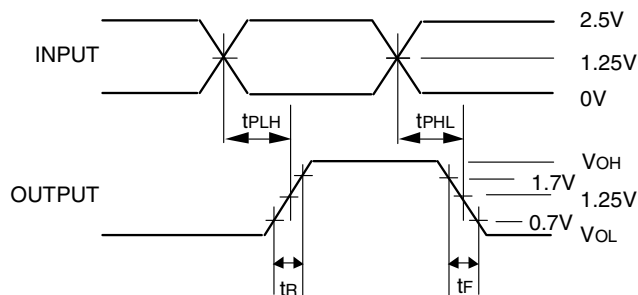 2.5V
INPUT
1.25V
0V
tPLH
tPHL
VOH
1.7V
OUTPUT
1.25V
0.7V
VOL
tR
tF